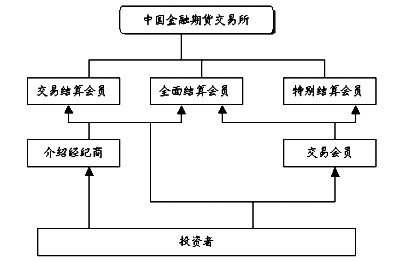 中国金融期货交易所
交易结算会员
全面结算会员
特别结算会员
介绍经纪商
交易会员
投资者